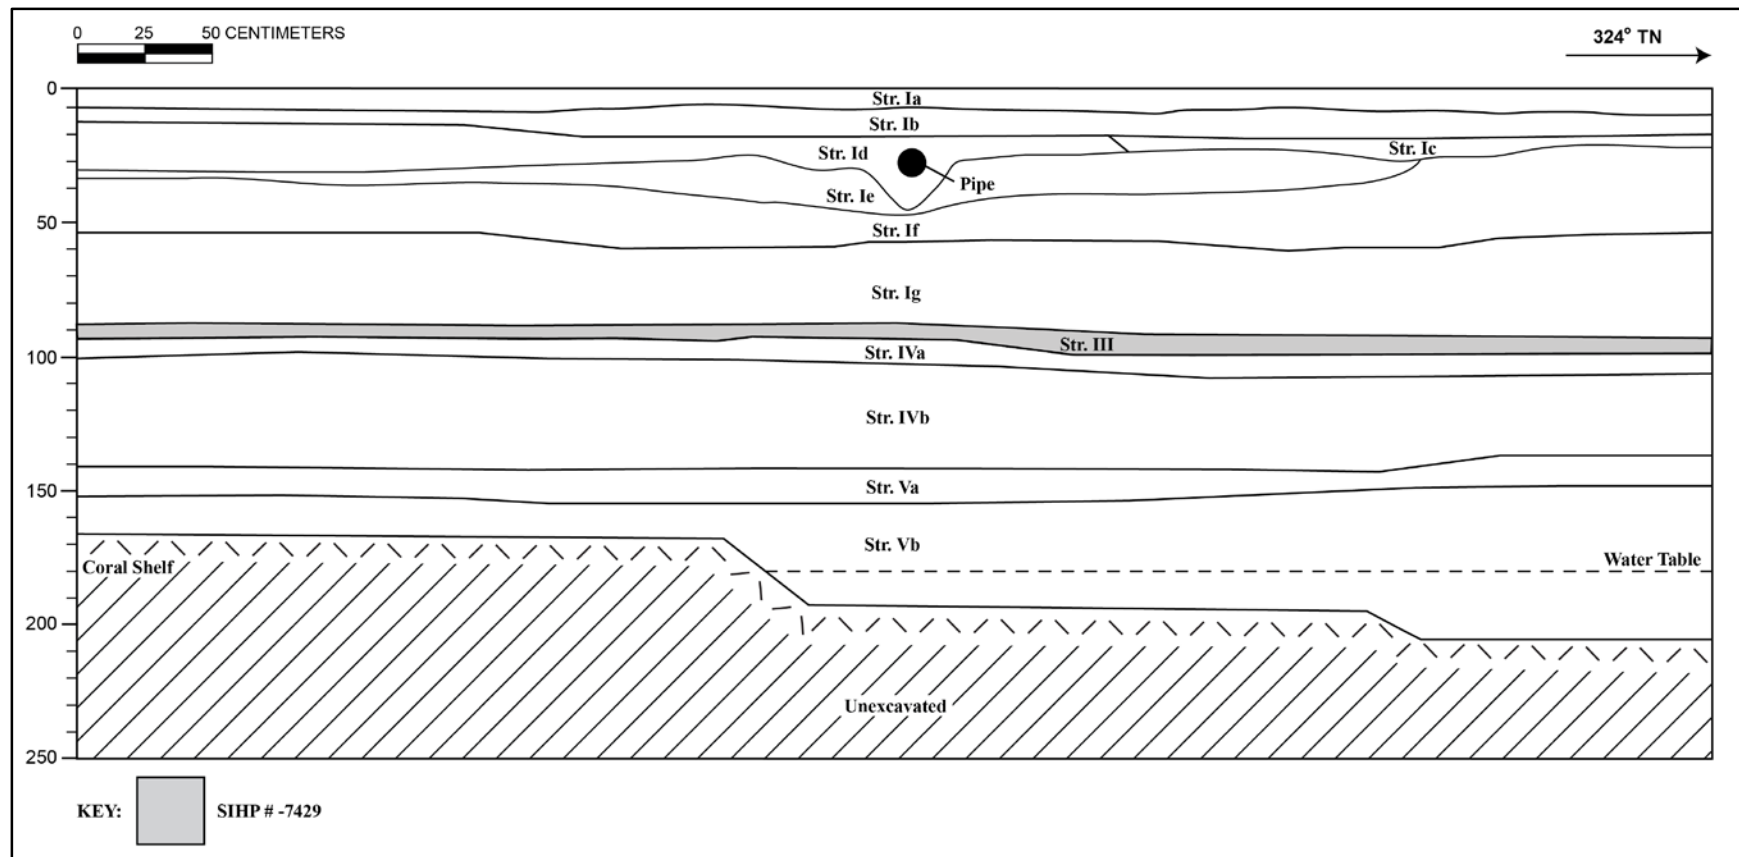 0 25 50 CENTIMETERS
324° TN
0
Str. Ia
Str. Ib
Str. Id
Str. Ic
Pipe
Str. Ie
50
Str. If
Str. Ig
Str. III
100
Str. IVa
Str. IVb
150
Str. Va
Str. Vb
Water Table
Coral Shelf
200
Unexcavated
250
KEY: SIHP # -7429